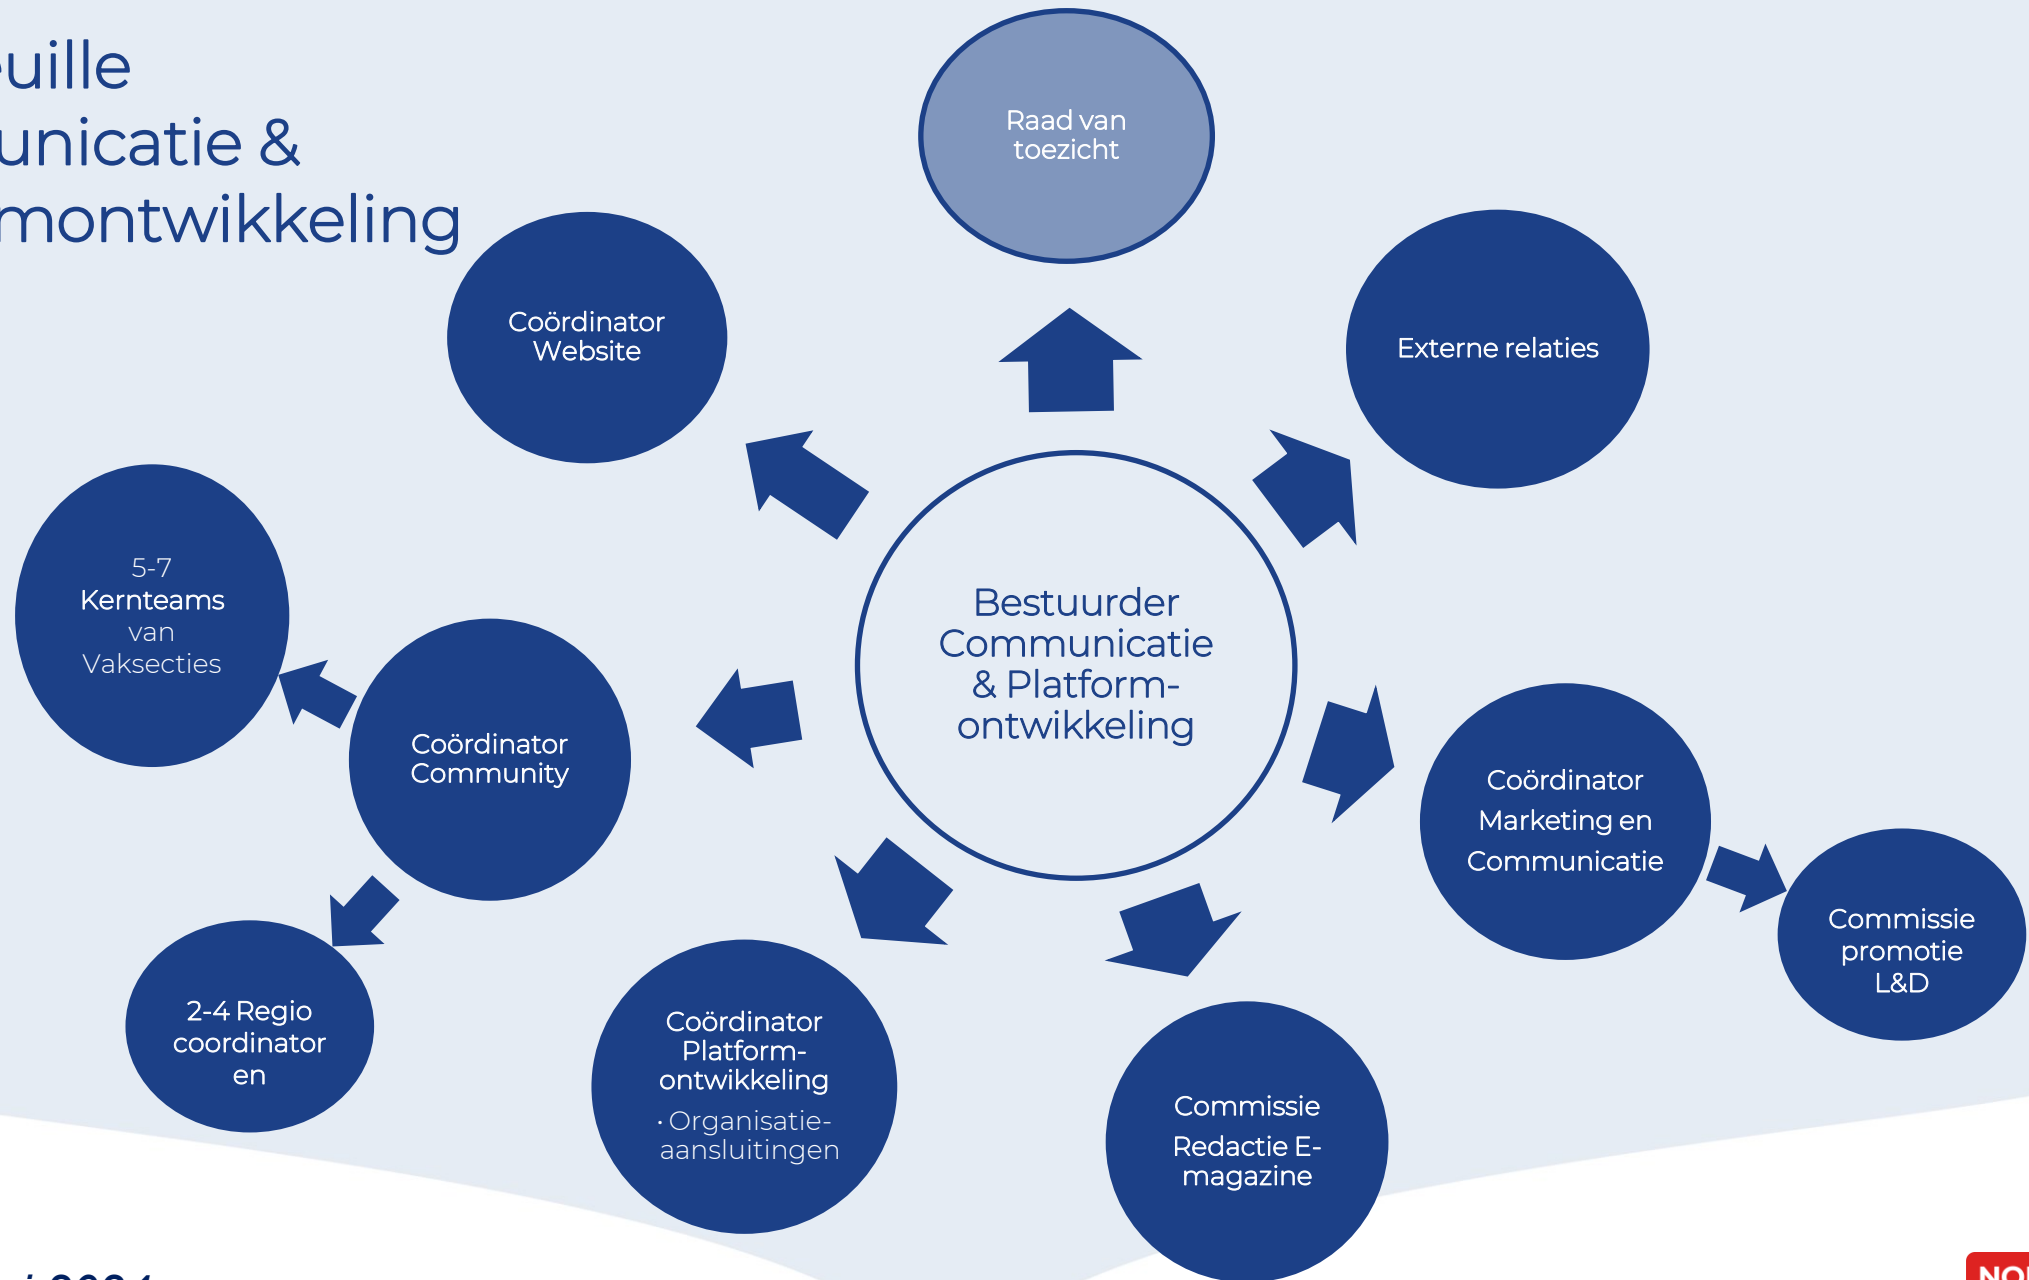 euille
unicatie &
montwikkeling
Raad van
toezicht
Coördinator
Website
Externe relaties
5-7
Kernteams
van
Vaksecties
Bestuurder
Communicatie
& Platform-
ontwikkeling
Coördinator
Community
Coördinator
Marketing en
Communicatie
Commissie
promotie
L&D
2-4 Regio
coordinator
en
Coördinator
Platform-
ontwikkeling
• Organisatie-
aansluitingen
Commissie
Redactie E-
magazine